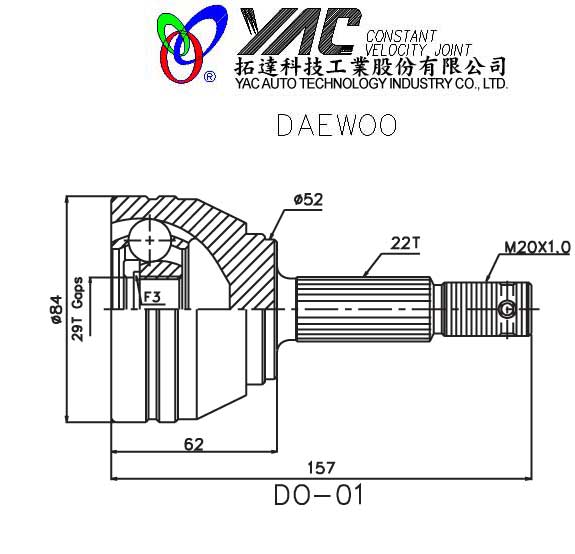 YAC CONSTANT
VELOCITY JOINT
®
拓達科技工業股份有限公司
YAC AUTO TECHNOLOGY INDUSTRY CO., LTD.
DAEWOO
ø52
22T
M20X1.0
F3
ø84
29T Gaps
62
157
DO-01